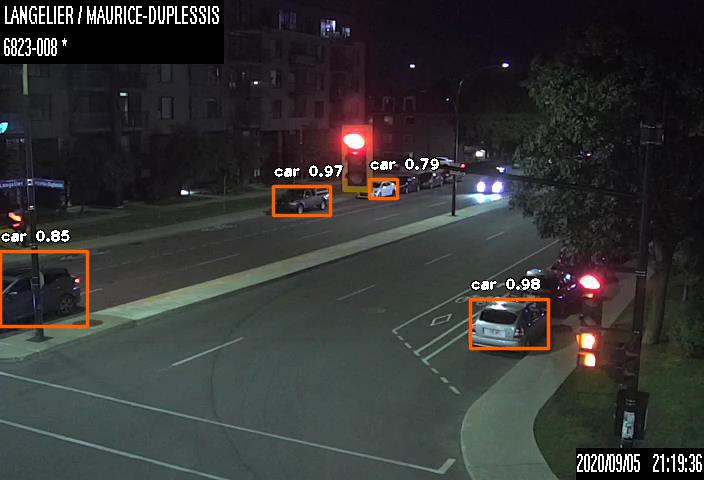 LANGELIER / MAURICE-DUPLESSIS
6823-008 *
car 0.97
car 0.79
car 0.85
car 0.98
Langelier
2020/09/05 21:19:36